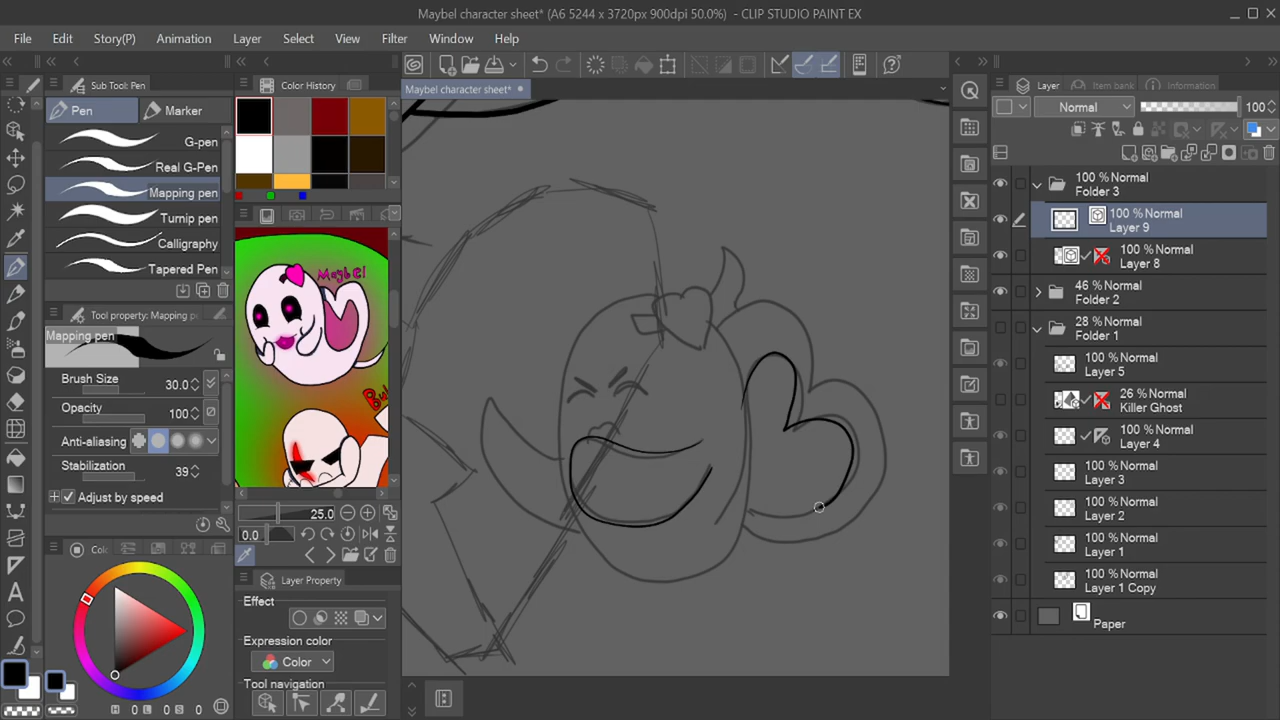 Maybel character sheet* (A6 5244 x 3720px 900dpi 50.0%) - CLIP STUDIO PAINT EX
File Edit Story(P) Animation Layer Select View Filter Window Help
Sub Tool: Pen
Pen
Marker
G-pen
Real G-Pen
Mapping pen
Turnip pen
Calligraphy
Tapered Pen
Tool property: Mapping p
Mapping pen
Brush Size 30.0
Opacity 100
Anti-aliasing
Stabilization 39
Adjust by speed
Co
H 0 L 0 S 0
Color History
Maybel
25.0
0.0
Layer Property
Effect
Expression color
Color
Tool navigation
Maybel character sheet*
Layer
Item bank
Information
Normal 100
100 % Normal
Folder 3
100 % Normal
Layer 9
100 % Normal
Layer 8
46 % Normal
Folder 2
28 % Normal
Folder 1
100 % Normal
Layer 5
26 % Normal
Killer Ghost
100 % Normal
Layer 4
100 % Normal
Layer 3
100 % Normal
Layer 2
100 % Normal
Layer 1
100 % Normal
Layer 1 Copy
Paper